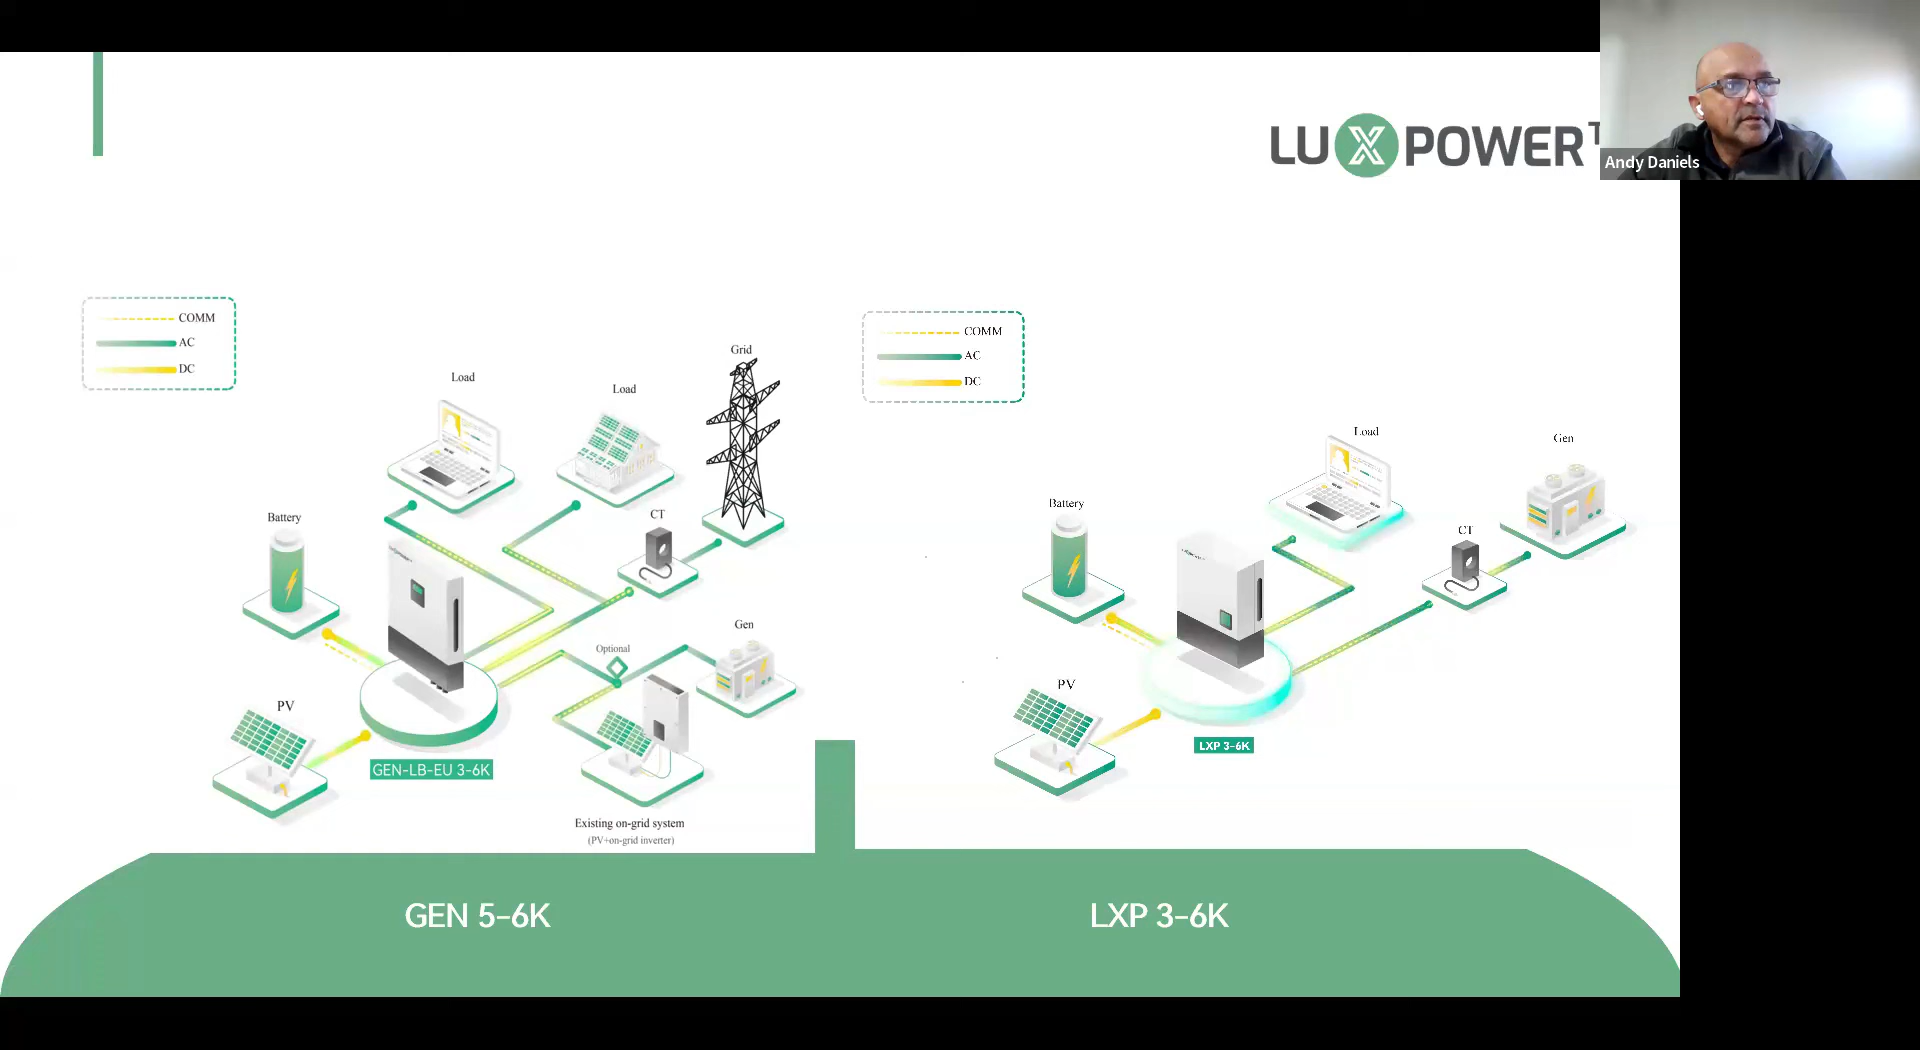 LUXPOWER
Andy Daniels
COMM
AC
DC
Load
Load
Grid
Battery
CT
PV
Optional
Gen
GEN-LB-EU 3-6K
Existing on-grid system
(PV+on-grid inverter)
COMM
AC
DC
Load
Gen
Battery
CT
PV
LXP 3-6K
GEN 5-6K
LXP 3-6K